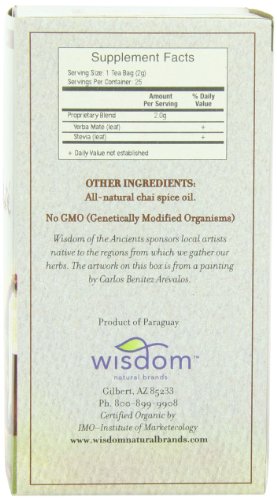 Supplement Facts
Serving Size: 1 Tea Bag (2g)
Servings Per Container 25
Amount Per Serving % Daily Value
Proprietary Blend 2.0g
Yerba Mate (leaf) +
Stevia (leaf) +
+ Daily Value not established
OTHER INGREDIENTS:
All-natural chai spice oil.
No GMO (Genetically Modified Organisms)
Wisdom of the Ancients sponsors local artists
native to the regions from which we gather our
herbs. The artwork on this box is from a painting
by Carlos Benitez Arévalos.
Product of Paraguay
wisdom™
natural brands
Gilbert, AZ 85233
Ph. 800-899-9908
Certified Organic by
IMO–Institute of Marketecology
www.wisdomnaturalbrands.com